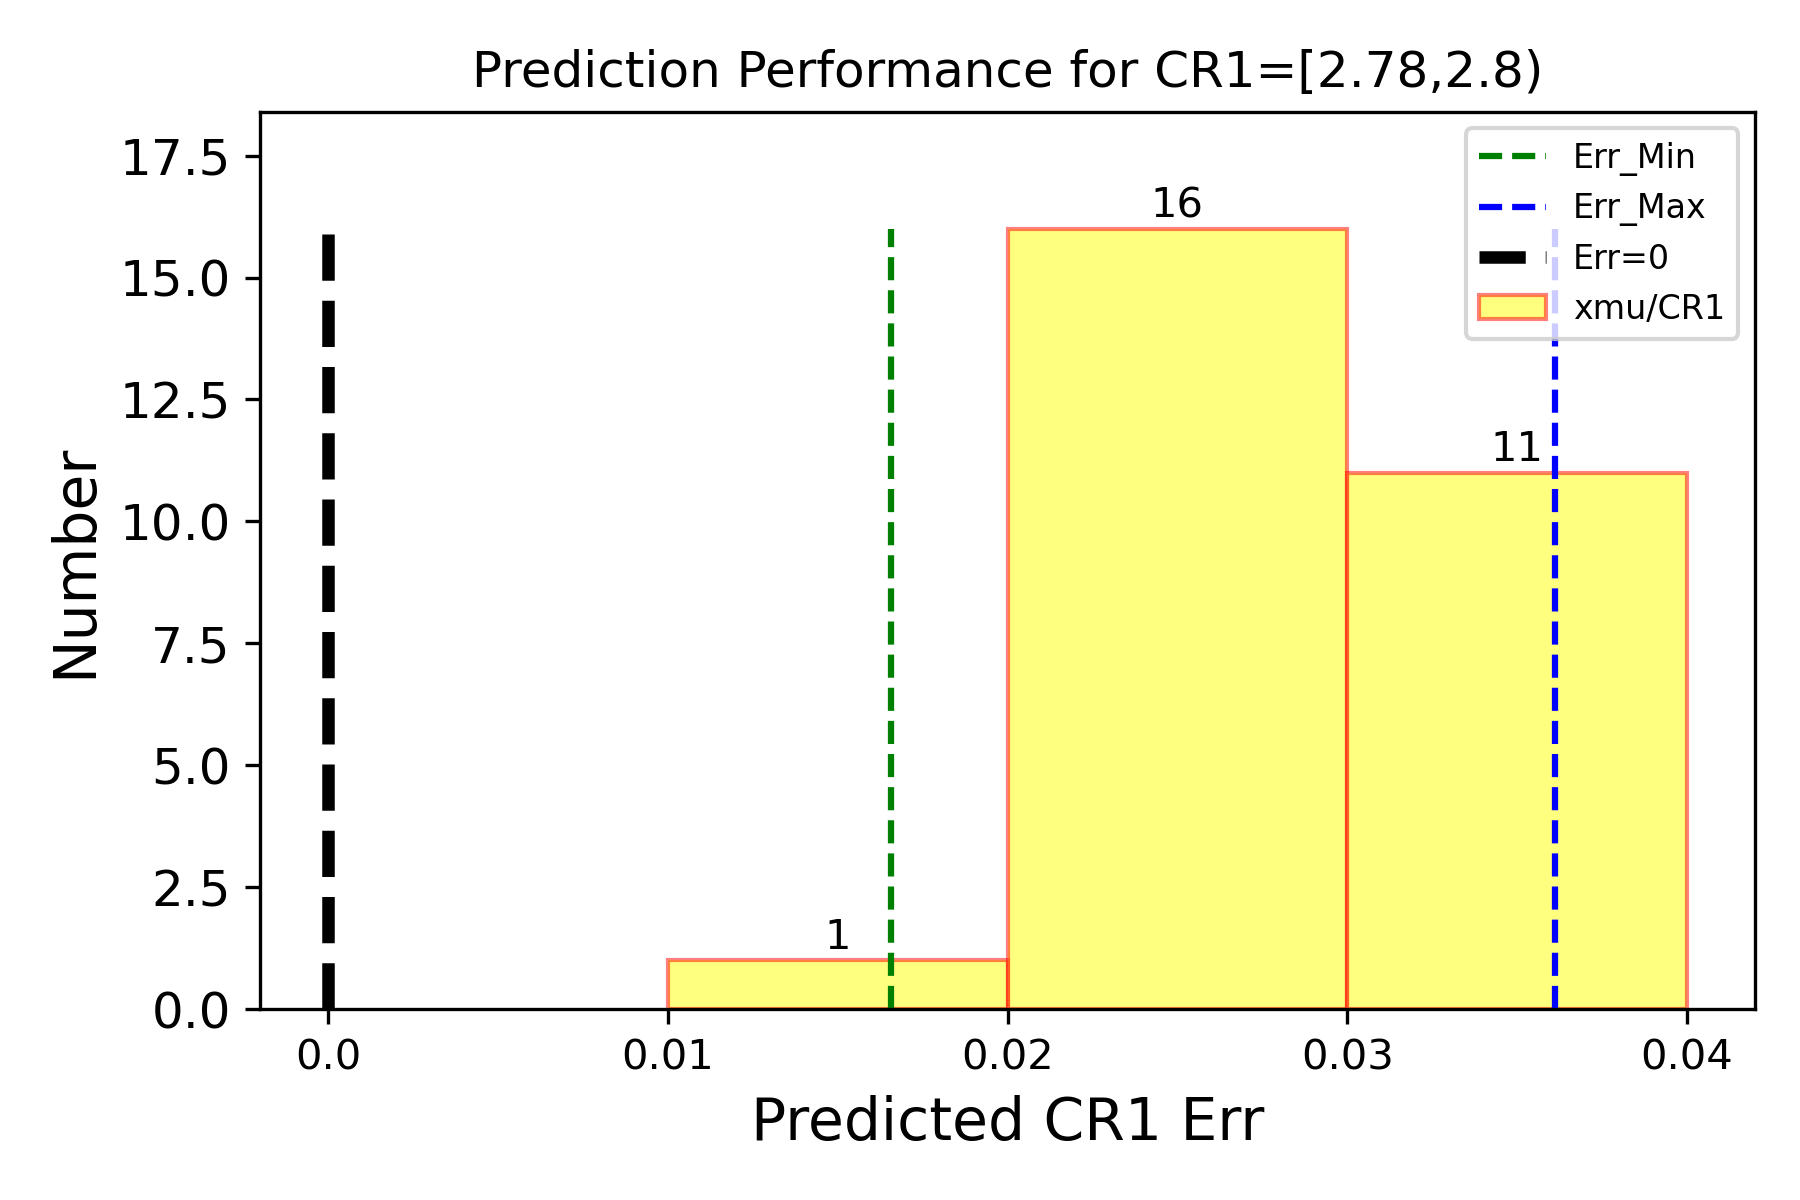 Prediction Performance for CR1=[2.78,2.8)
17.5
15.0
12.5
10.0
7.5
5.0
2.5
0.0
Number
16
11
1
Err_Min
Err_Max
Err=0
xmu/CR1
0.0 0.01 0.02 0.03 0.04
Predicted CR1 Err